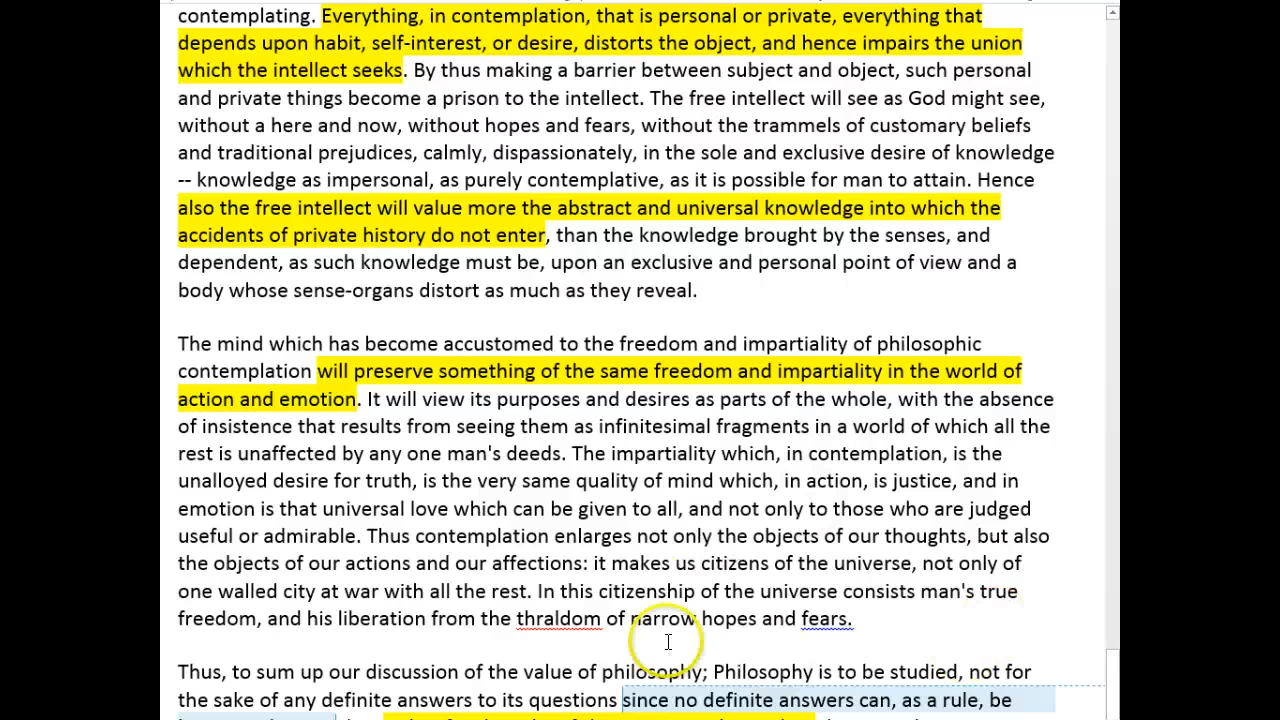 contemplating. Everything, in contemplation, that is personal or private, everything that
depends upon habit, self-interest, or desire, distorts the object, and hence impairs the union
which the intellect seeks. By thus making a barrier between subject and object, such personal
and private things become a prison to the intellect. The free intellect will see as God might see,
without a here and now, without hopes and fears, without the trammels of customary beliefs
and traditional prejudices, calmly, dispassionately, in the sole and exclusive desire of knowledge
-- knowledge as impersonal, as purely contemplative, as it is possible for man to attain. Hence
also the free intellect will value more the abstract and universal knowledge into which the
accidents of private history do not enter, than the knowledge brought by the senses, and
dependent, as such knowledge must be, upon an exclusive and personal point of view and a
body whose sense-organs distort as much as they reveal.
The mind which has become accustomed to the freedom and impartiality of philosophic
contemplation will preserve something of the same freedom and impartiality in the world of
action and emotion. It will view its purposes and desires as parts of the whole, with the absence
of insistence that results from seeing them as infinitesimal fragments in a world of which all the
rest is unaffected by any one man's deeds. The impartiality which, in contemplation, is the
unalloyed desire for truth, is the very same quality of mind which, in action, is justice, and in
emotion is that universal love which can be given to all, and not only to those who are judged
useful or admirable. Thus contemplation enlarges not only the objects of our thoughts, but also
the objects of our actions and our affections: it makes us citizens of the universe, not only of
one walled city at war with all the rest. In this citizenship of the universe consists man's true
freedom, and his liberation from the thraldom of narrow hopes and fears.
Thus, to sum up our discussion of the value of philosophy; Philosophy is to be studied, not for
the sake of any definite answers to its questions since no definite answers can, as a rule, be